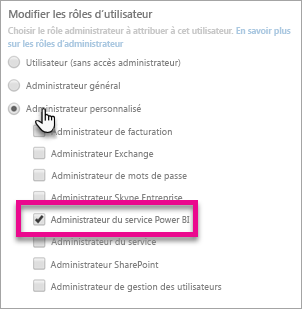 Modifier les rôles d'utilisateur
Choisir le rôle administrateur à attribuer à cet utilisateur. En savoir plus
sur les rôles d'administrateur
Utilisateur (sans accès administrateur)
Administrateur général
Administrateur personnalisé
Administrateur de facturation
Administrateur Exchange
Administrateur de mots de passe
Administrateur Skype Entreprise
Administrateur du service Power BI
Administrateur du service
Administrateur SharePoint
Administrateur de gestion des utilisateurs